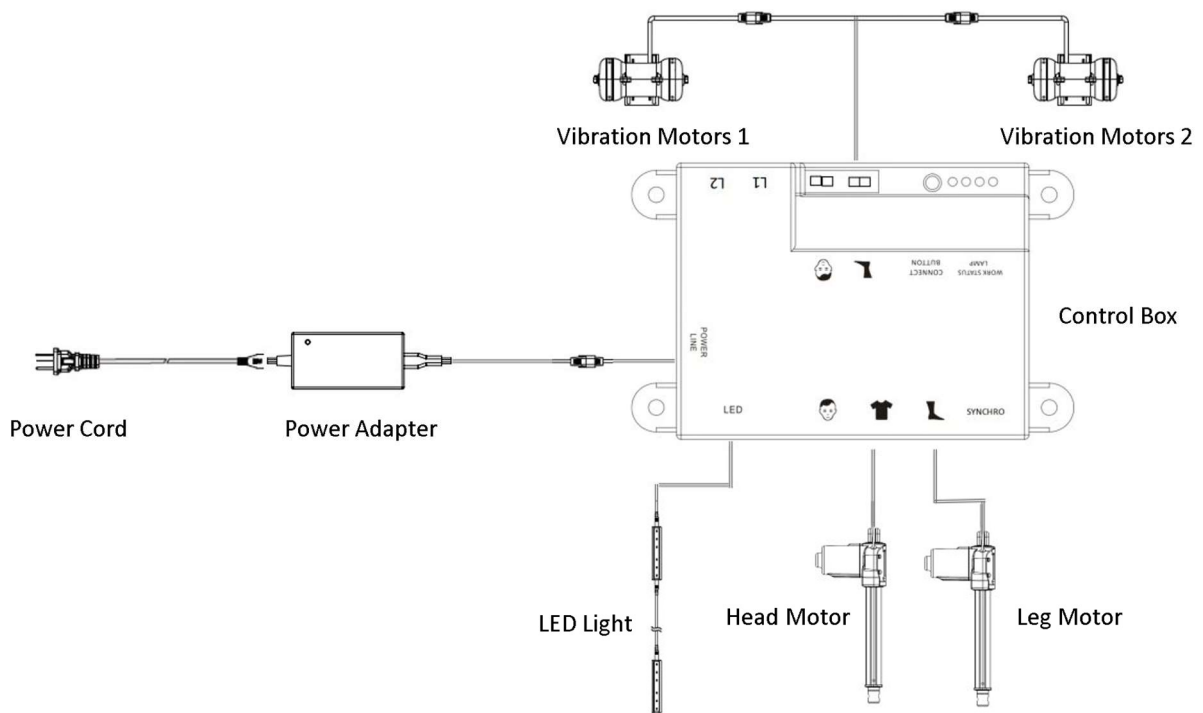 Vibration Motors 1
Vibration Motors 2
L2
L1
CONNECT
BUTTON
WORK STATUS
LAMP
Control Box
POWER
LINE
Power Cord
Power Adapter
LED
SYNCHRO
LED Light
Head Motor
Leg Motor